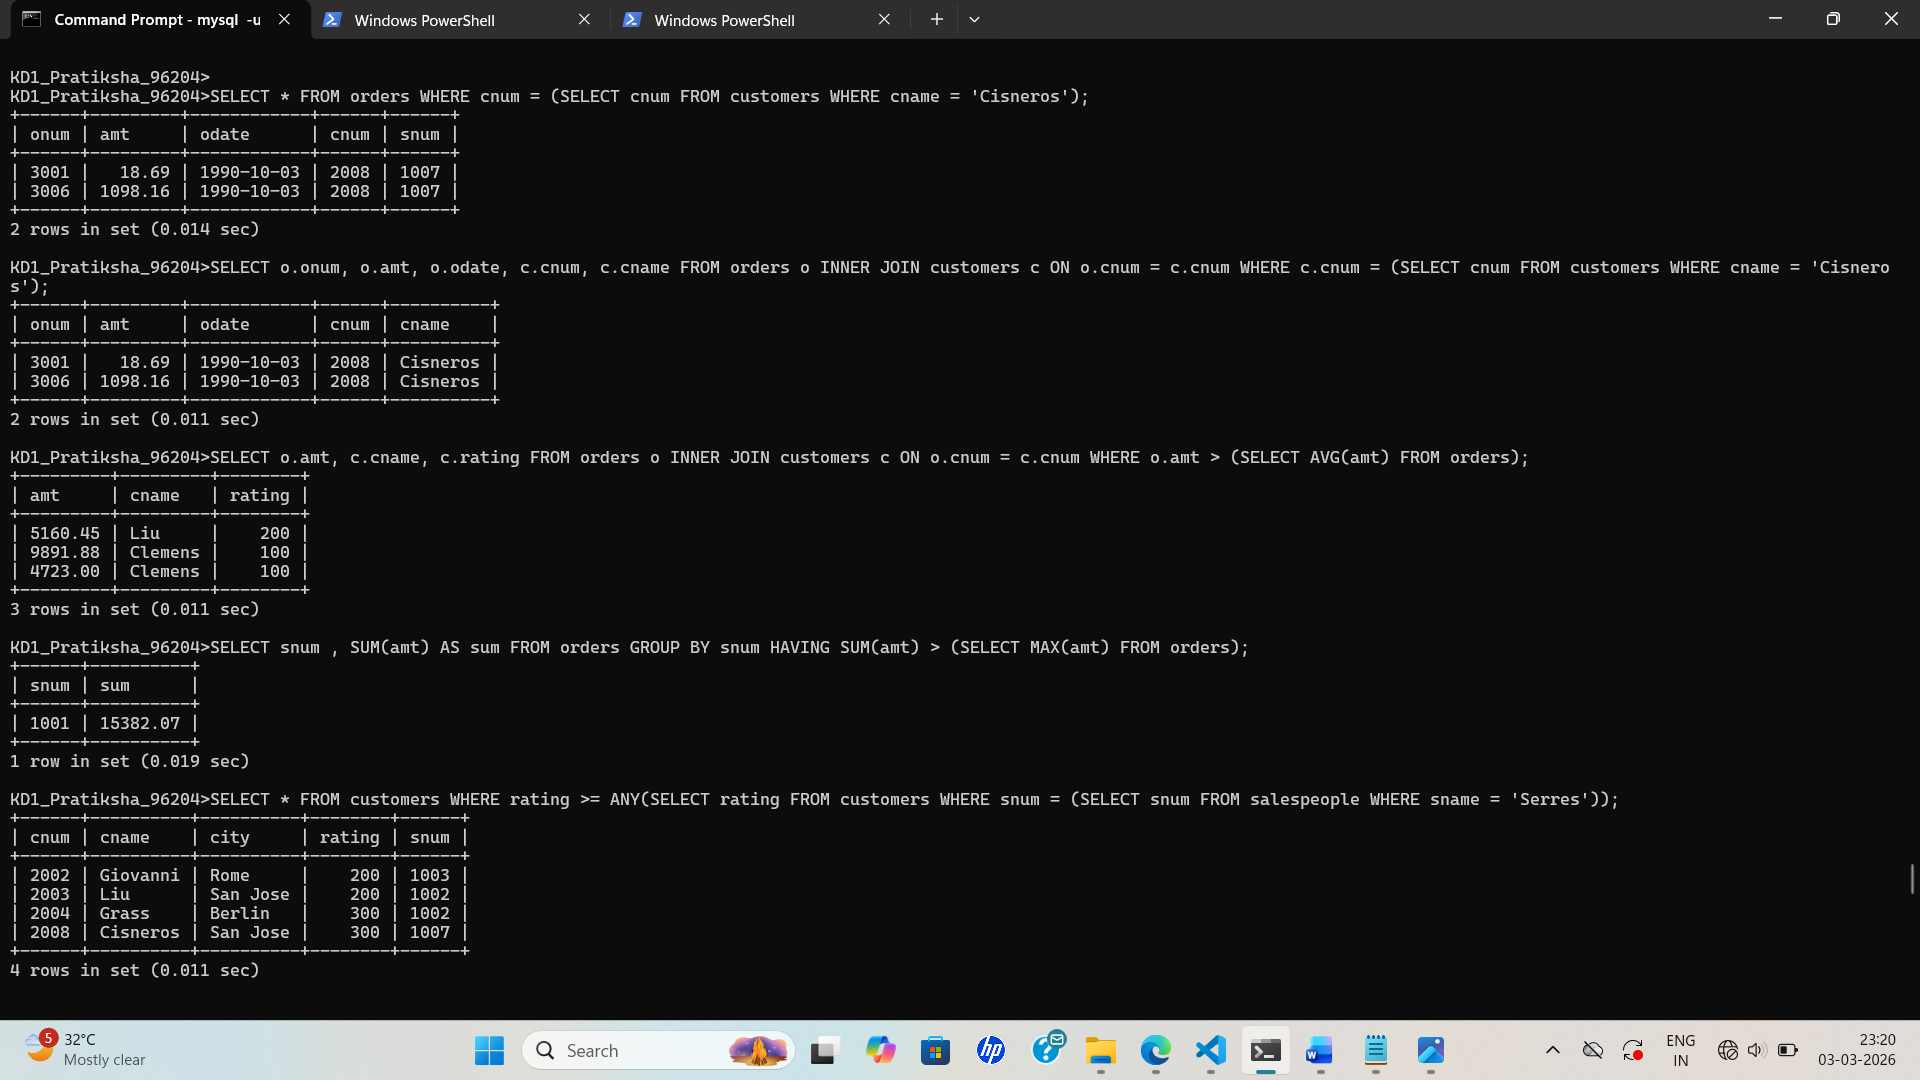 Command Prompt - mysql -u
Windows PowerShell
Windows PowerShell
KD1_Pratiksha_96204>
KD1_Pratiksha_96204>SELECT * FROM orders WHERE cnum = (SELECT cnum FROM customers WHERE cname = 'Cisneros');
+------+---------+------------+------+------+
| onum | amt     | odate      | cnum | snum |
+------+---------+------------+------+------+
| 3001 |   18.69 | 1990-10-03 | 2008 | 1007 |
| 3006 | 1098.16 | 1990-10-03 | 2008 | 1007 |
+------+---------+------------+------+------+
2 rows in set (0.014 sec)
KD1_Pratiksha_96204>SELECT o.onum, o.amt, o.odate, c.cnum, c.cname FROM orders o INNER JOIN customers c ON o.cnum = c.cnum WHERE c.cnum = (SELECT cnum FROM customers WHERE cname = 'Cisnero
s');
+------+---------+------------+------+----------+
| onum | amt     | odate      | cnum | cname    |
+------+---------+------------+------+----------+
| 3001 |   18.69 | 1990-10-03 | 2008 | Cisneros |
| 3006 | 1098.16 | 1990-10-03 | 2008 | Cisneros |
+------+---------+------------+------+----------+
2 rows in set (0.011 sec)
KD1_Pratiksha_96204>SELECT o.amt, c.cname, c.rating FROM orders o INNER JOIN customers c ON o.cnum = c.cnum WHERE o.amt > (SELECT AVG(amt) FROM orders);
+---------+---------+--------+
| amt     | cname   | rating |
+---------+---------+--------+
| 5160.45 | Liu     |    200 |
| 9891.88 | Clemens |    100 |
| 4723.00 | Clemens |    100 |
+---------+---------+--------+
3 rows in set (0.011 sec)
KD1_Pratiksha_96204>SELECT snum , SUM(amt) AS sum FROM orders GROUP BY snum HAVING SUM(amt) > (SELECT MAX(amt) FROM orders);
+------+----------+
| snum | sum      |
+------+----------+
| 1001 | 15382.07 |
+------+----------+
1 row in set (0.019 sec)
KD1_Pratiksha_96204>SELECT * FROM customers WHERE rating >= ANY(SELECT rating FROM customers WHERE snum = (SELECT snum FROM salespeople WHERE sname = 'Serres'));
+------+----------+----------+--------+------+
| cnum | cname    | city     | rating | snum |
+------+----------+----------+--------+------+
| 2002 | Giovanni | Rome     |    200 | 1003 |
| 2003 | Liu      | San Jose |    200 | 1002 |
| 2004 | Grass    | Berlin   |    300 | 1002 |
| 2008 | Cisneros | San Jose |    300 | 1007 |
+------+----------+----------+--------+------+
4 rows in set (0.011 sec)
5
32°C
Mostly clear
Search
hp
W
ENG
IN
23:20
03-03-2026